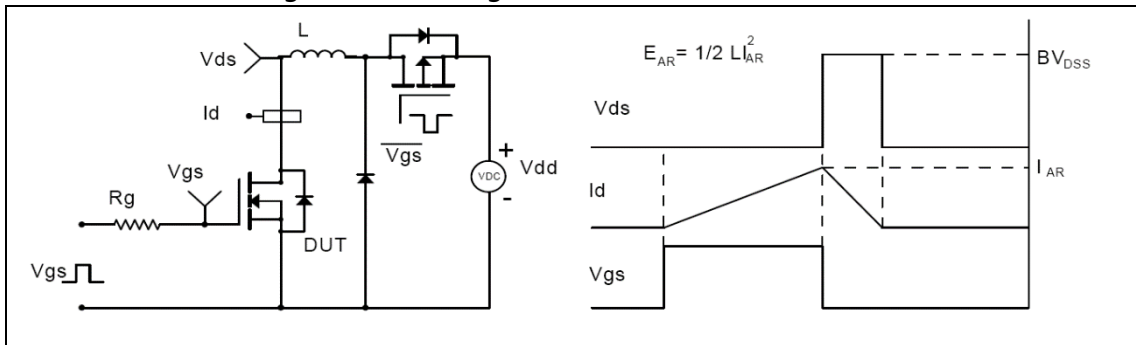 L
Vds
Id
Vgs
Rg
DUT
Vgs
Vgs
+
VDC
Vdd
-
E_AR = 1/2 LI_AR^2
BV_DSS
Vds
I_AR
Id
Vgs